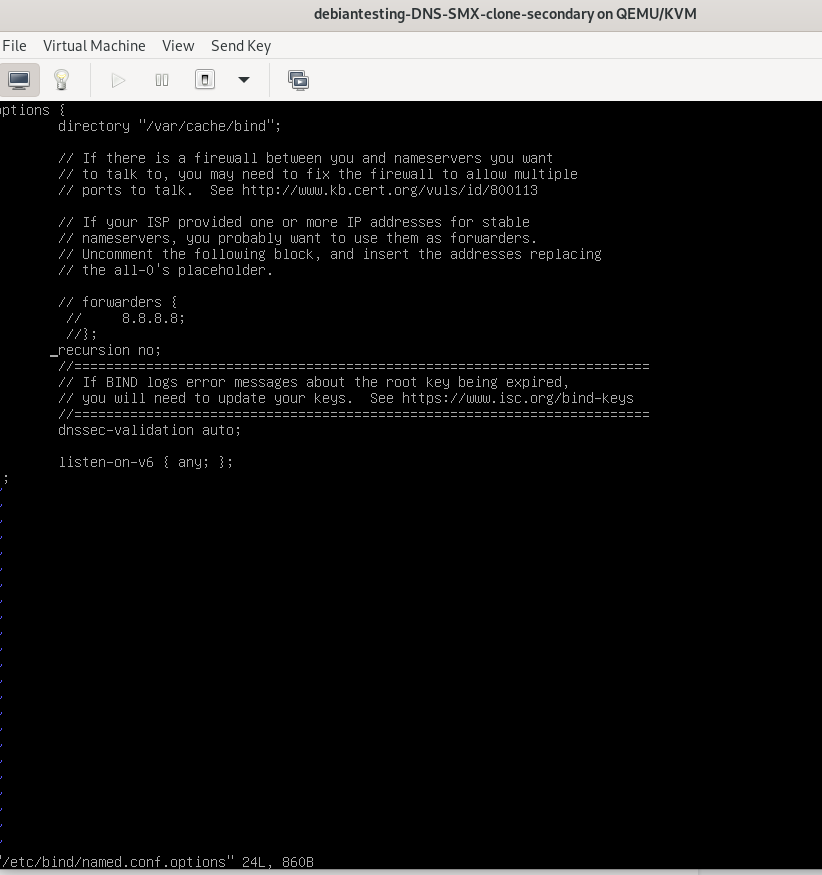 debiantesting-DNS-SMX-clone-secondary on QEMU/KVM
File Virtual Machine View Send Key
options {
directory "/var/cache/bind";
// If there is a firewall between you and nameservers you want
// to talk to, you may need to fix the firewall to allow multiple
// ports to talk.  See http://www.kb.cert.org/vuls/id/800113
// If your ISP provided one or more IP addresses for stable
// nameservers, you probably want to use them as forwarders.
// Uncomment the following block, and insert the addresses replacing
// the all-0's placeholder.
// forwarders {
//     8.8.8.8;
//};
recursion no;
//========================================================================
// If BIND logs error messages about the root key being expired,
// you will need to update your keys.  See https://www.isc.org/bind-keys
//========================================================================
dnssec-validation auto;
listen-on-v6 { any; };
;
"/etc/bind/named.conf.options" 24L, 860B